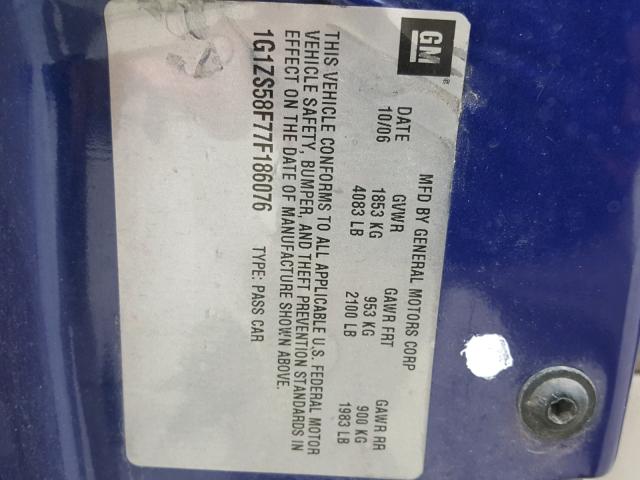 GM
MFD BY GENERAL MOTORS CORP
DATE GVWR GAWR FRT GAWR RR
10/06 1853 KG 953 KG 900 KG
4083 LB 2100 LB 1983 LB
THIS VEHICLE CONFORMS TO ALL APPLICABLE U.S. FEDERAL MOTOR
VEHICLE SAFETY, BUMPER, AND THEFT PREVENTION STANDARDS IN
EFFECT ON THE DATE OF MANUFACTURE SHOWN ABOVE.
1G1ZS58F77F186076 TYPE: PASS CAR